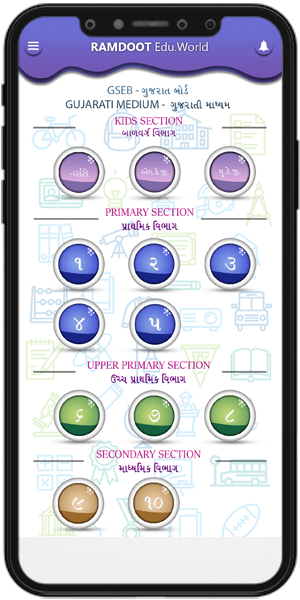 RAMDOOT Edu.World
GSEB - ગુજરાત બોર્ડ
GUJARATI MEDIUM - ગુજરાતી માધ્યમ
KIDS SECTION
બાળવર્ગ વિભાગ
નર્સરી એલ.કે.જી. યુ.કે.જી.
PRIMARY SECTION
પ્રાથમિક વિભાગ
૧ ૨ ૩
૪ ૫
UPPER PRIMARY SECTION
ઉચ્ચ પ્રાથમિક વિભાગ
૬ ૭ ૮
SECONDARY SECTION
માધ્યમિક વિભાગ
૯ ૧૦